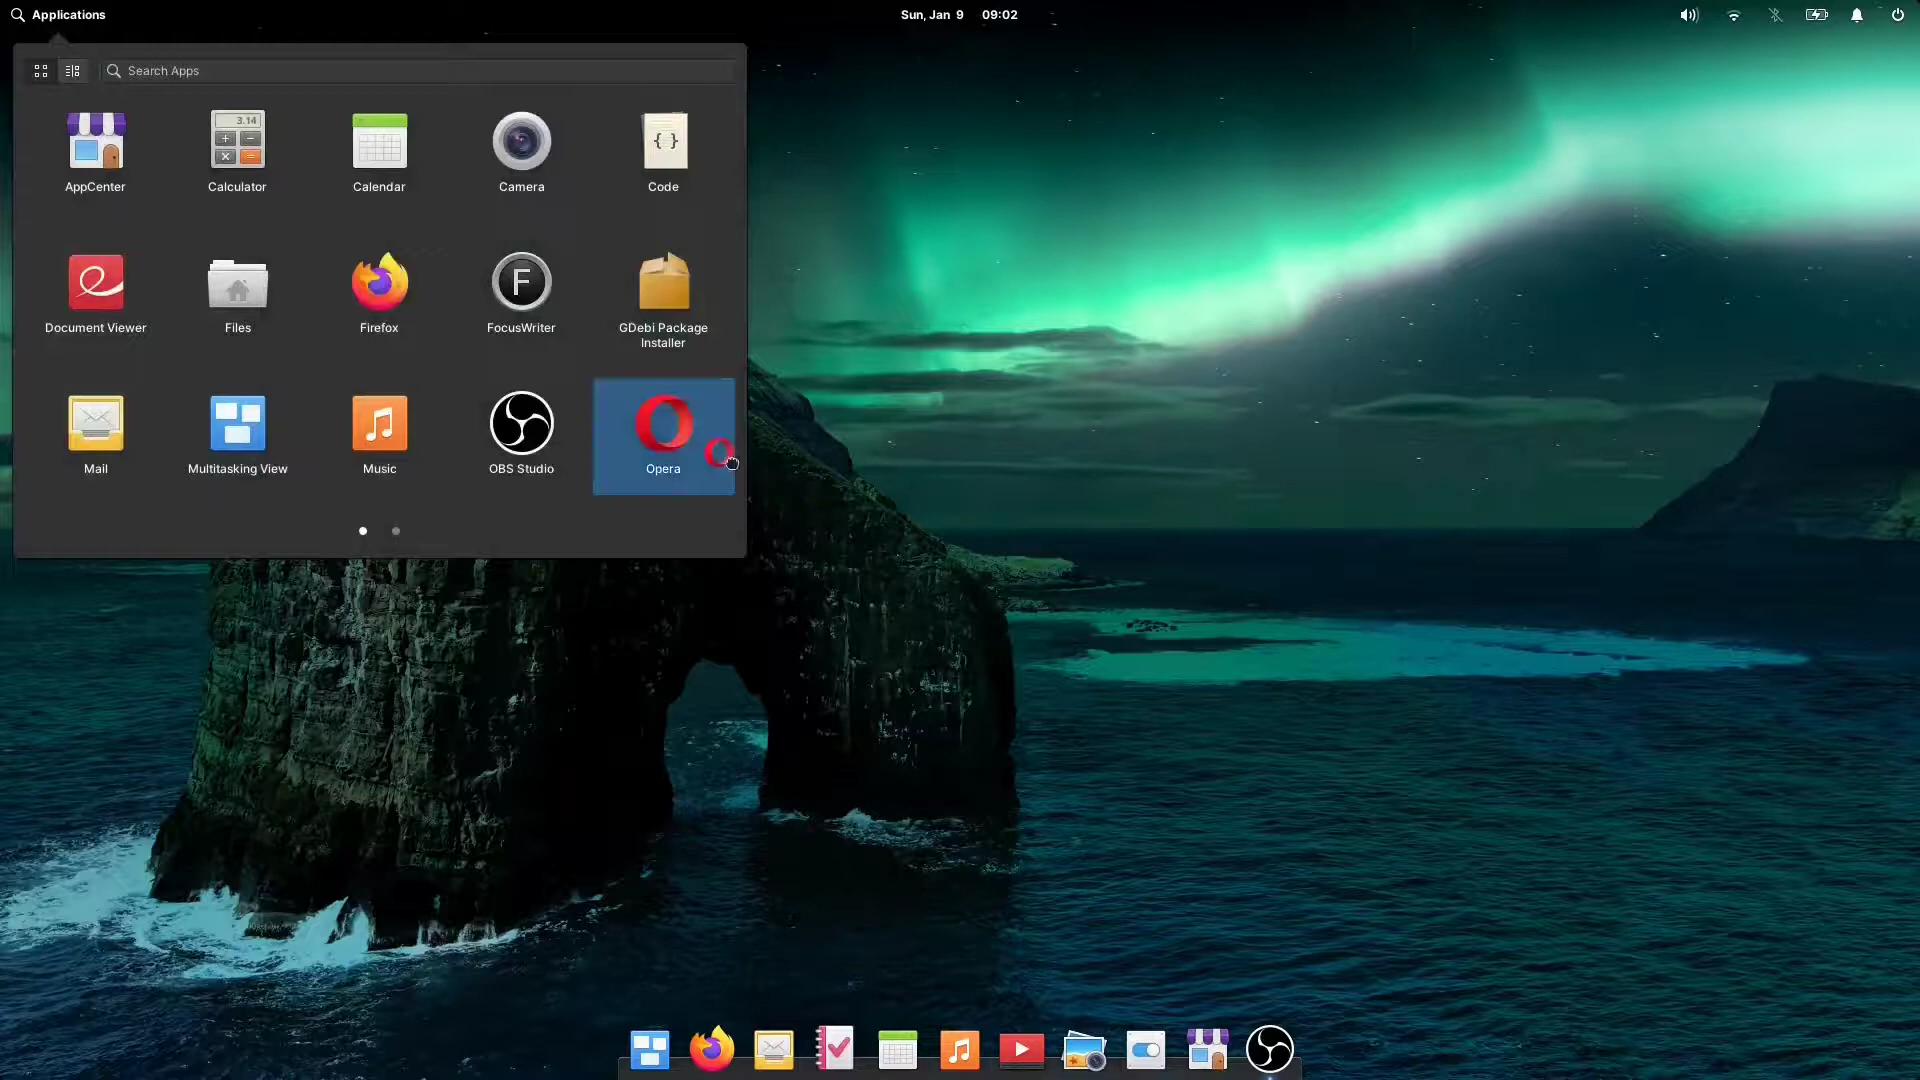 Applications
Sun, Jan 9 09:02
Search Apps
3.14
AppCenter
Calculator
Calendar
Camera
Code
Document Viewer
Files
Firefox
FocusWriter
GDebi Package Installer
Mail
Multitasking View
Music
OBS Studio
Opera